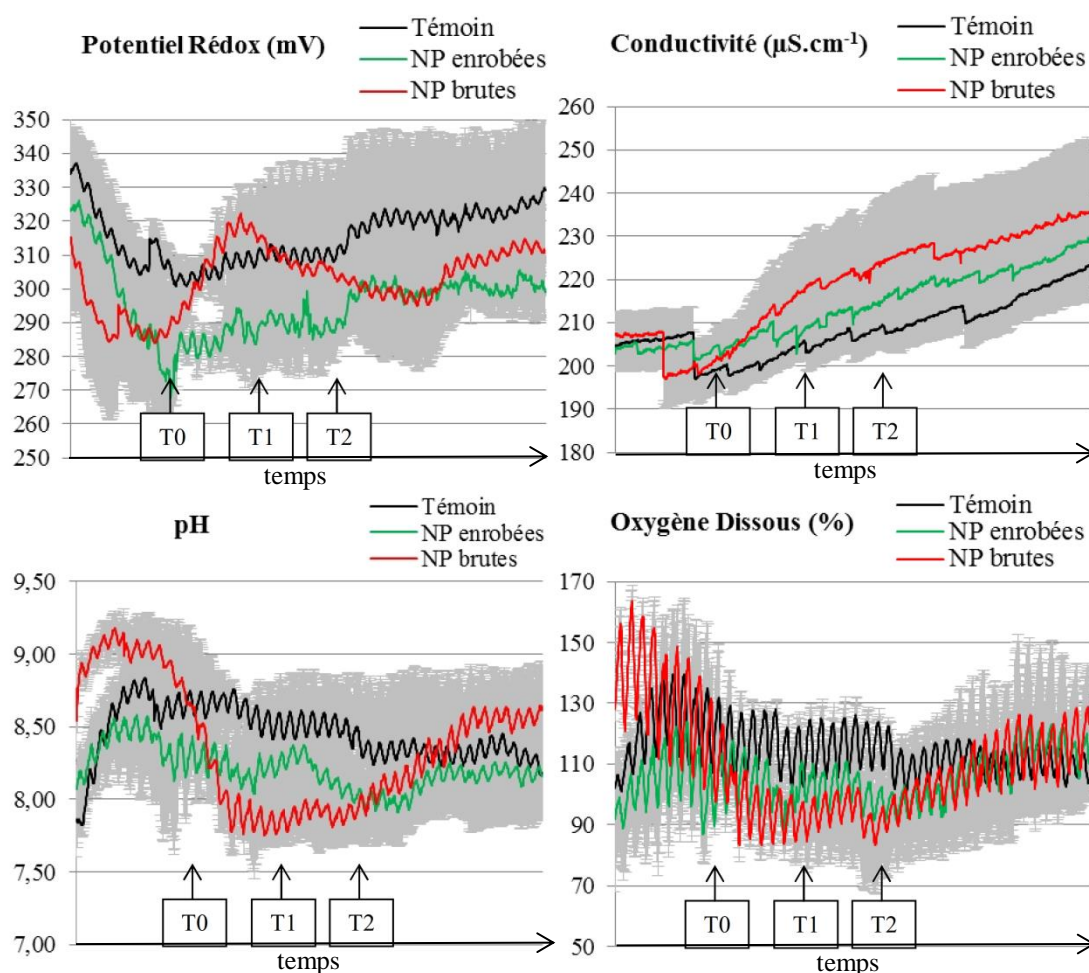 Potentiel Rédox (mV)
Témoin
NP enrobées
NP brutes
350
340
330
320
310
300
290
280
270
260
250
T0
T1
T2
temps
Conductivité (µS.cm-1)
Témoin
NP enrobées
NP brutes
260
250
240
230
220
210
200
190
180
T0
T1
T2
temps
pH
Témoin
NP enrobées
NP brutes
9,50
9,00
8,50
8,00
7,50
7,00
T0
T1
T2
temps
Oxygène Dissous (%)
Témoin
NP enrobées
NP brutes
170
150
130
110
90
70
50
T0
T1
T2
temps